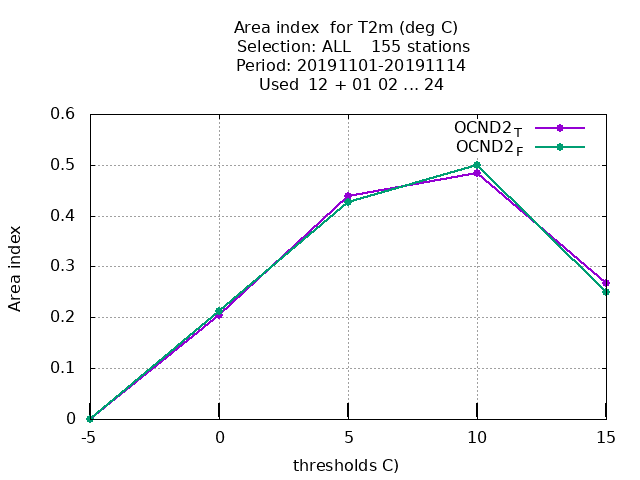 Area index  for T2m (deg C)
Selection: ALL    155 stations
Period: 20191101-20191114
Used  12 + 01 02 ... 24
OCND2T
OCND2F
Area index
0.6
0.5
0.4
0.3
0.2
0.1
0
-5 0 5 10 15
thresholds C)